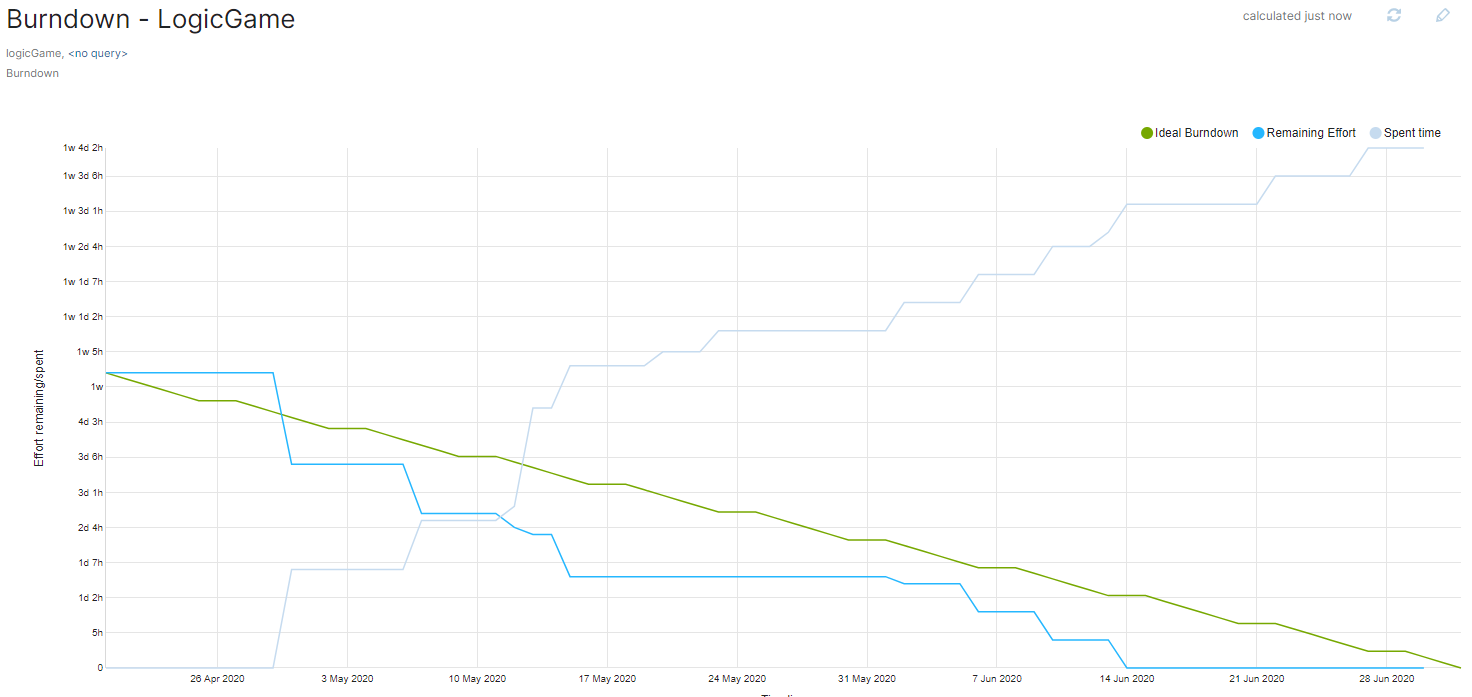 Burndown - LogicGame
calculated just now
logicGame, <no query>
Burndown
Ideal Burndown Remaining Effort Spent time
1w 4d 2h
1w 3d 6h
1w 3d 1h
1w 2d 4h
1w 1d 7h
1w 1d 2h
1w 5h
1w
4d 3h
3d 6h
3d 1h
2d 4h
1d 7h
1d 2h
5h
0
Effort remaining/spent
26 Apr 2020 3 May 2020 10 May 2020 17 May 2020 24 May 2020 31 May 2020 7 Jun 2020 14 Jun 2020 21 Jun 2020 28 Jun 2020